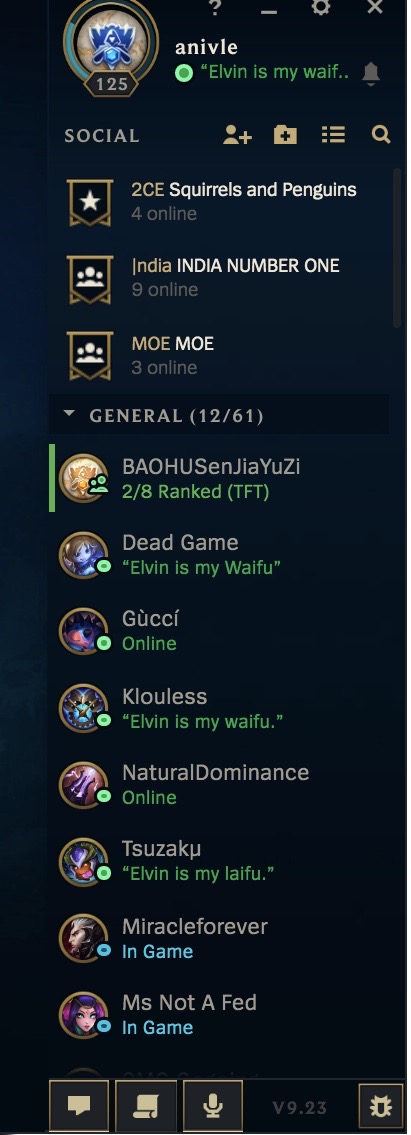 ?
anivle
125
“Elvin is my waif..
SOCIAL
2CE Squirrels and Penguins
4 online
|ndia INDIA NUMBER ONE
9 online
MOE MOE
3 online
GENERAL (12/61)
BAOHUSenJiaYuZi
2/8 Ranked (TFT)
Dead Game
“Elvin is my Waifu”
Gùccí
Online
Klouless
“Elvin is my waifu.”
NaturalDominance
Online
Tsuzakμ
“Elvin is my laifu.”
Miracleforever
In Game
Ms Not A Fed
In Game
V9.23